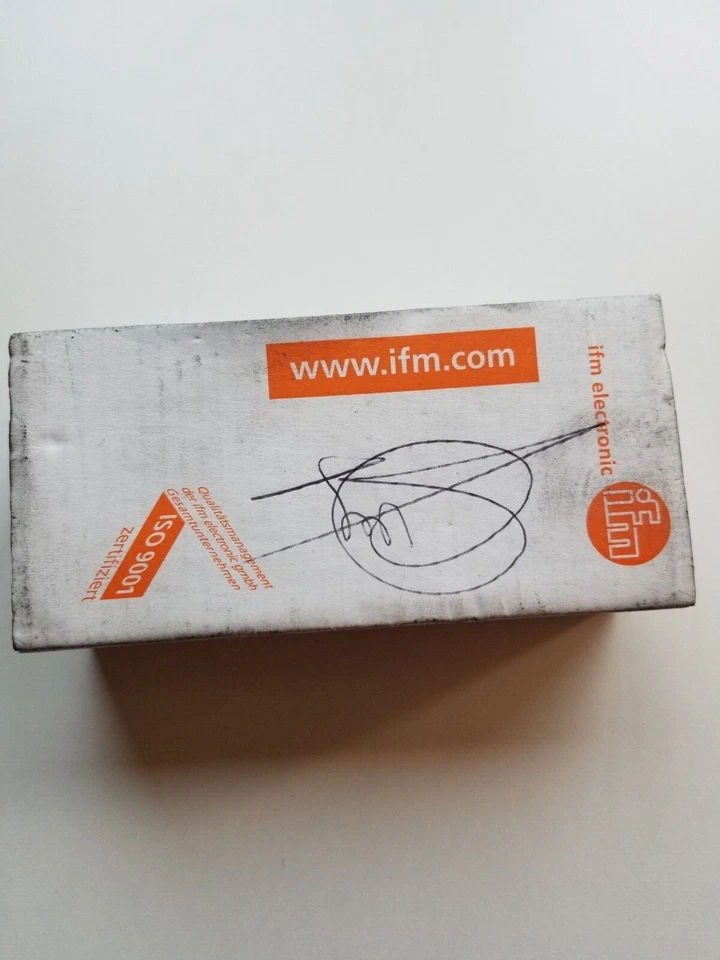 www.ifm.com
ifm electronic
ifm
Qualitätsmanagement
der ifm electronic gmbh
Gesamtunternehmen
ISO 9001
zertifiziert